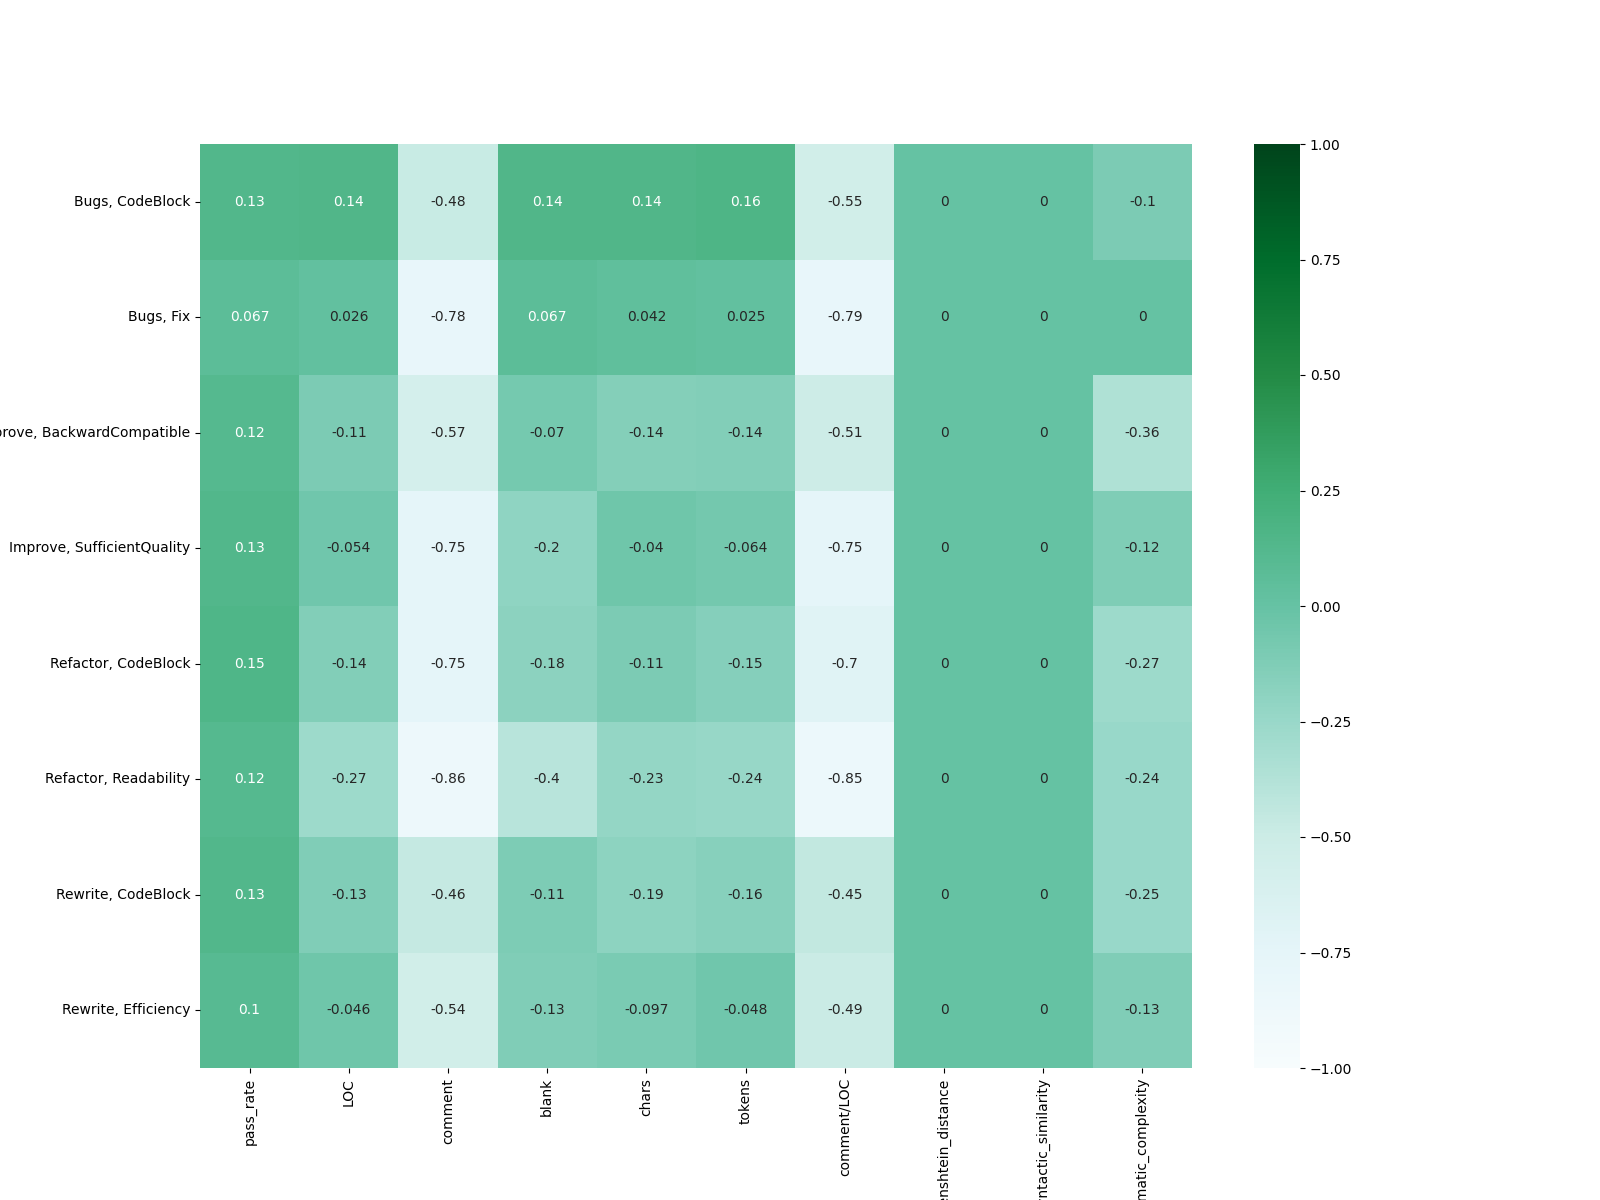 1.00
Bugs, CodeBlock 0.13 0.14 -0.48 0.14 0.14 0.16 -0.55 0 0 -0.1
0.75
Bugs, Fix 0.067 0.026 -0.78 0.067 0.042 0.025 -0.79 0 0 0
0.50
rove, BackwardCompatible 0.12 -0.11 -0.57 -0.07 -0.14 -0.14 -0.51 0 0 -0.36
0.25
Improve, SufficientQuality 0.13 -0.054 -0.75 -0.2 -0.04 -0.064 -0.75 0 0 -0.12
0.00
Refactor, CodeBlock 0.15 -0.14 -0.75 -0.18 -0.11 -0.15 -0.7 0 0 -0.27
−0.25
Refactor, Readability 0.12 -0.27 -0.86 -0.4 -0.23 -0.24 -0.85 0 0 -0.24
−0.50
Rewrite, CodeBlock 0.13 -0.13 -0.46 -0.11 -0.19 -0.16 -0.45 0 0 -0.25
−0.75
Rewrite, Efficiency 0.1 -0.046 -0.54 -0.13 -0.097 -0.048 -0.49 0 0 -0.13
−1.00
pass_rate
LOC
comment
blank
chars
tokens
comment/LOC
enshtein_distance
ntactic_similarity
matic_complexity